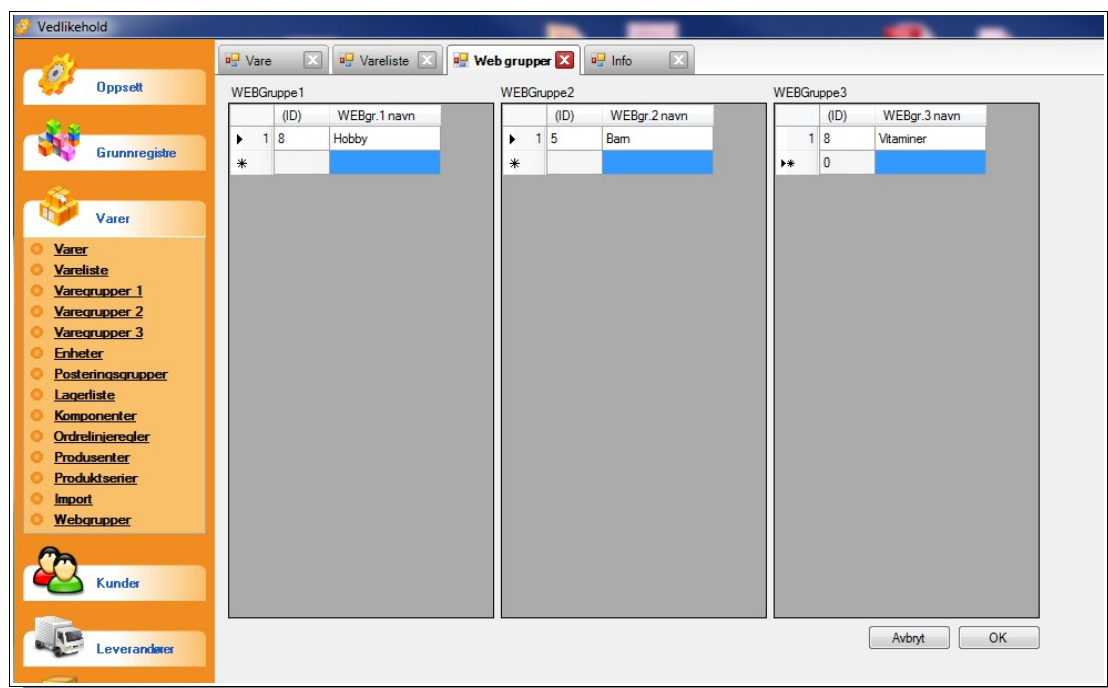 Vedlikehold
Oppsett
Grunnregistre
Varer
Varer
Vareliste
Varegrupper 1
Varegrupper 2
Varegrupper 3
Enheter
Posteringsgrupper
Lagerliste
Komponenter
Ordrelinjeregler
Produsenter
Produktserier
Import
Webgrupper
Kunder
Leverandører
Vare Vareliste Web grupper Info
WEBGruppe1
(ID) WEBgr.1 navn
1 8 Hobby
WEBGruppe2
(ID) WEBgr.2 navn
1 5 Barn
WEBGruppe3
(ID) WEBgr.3 navn
1 8 Vitaminer
0
Avbryt OK